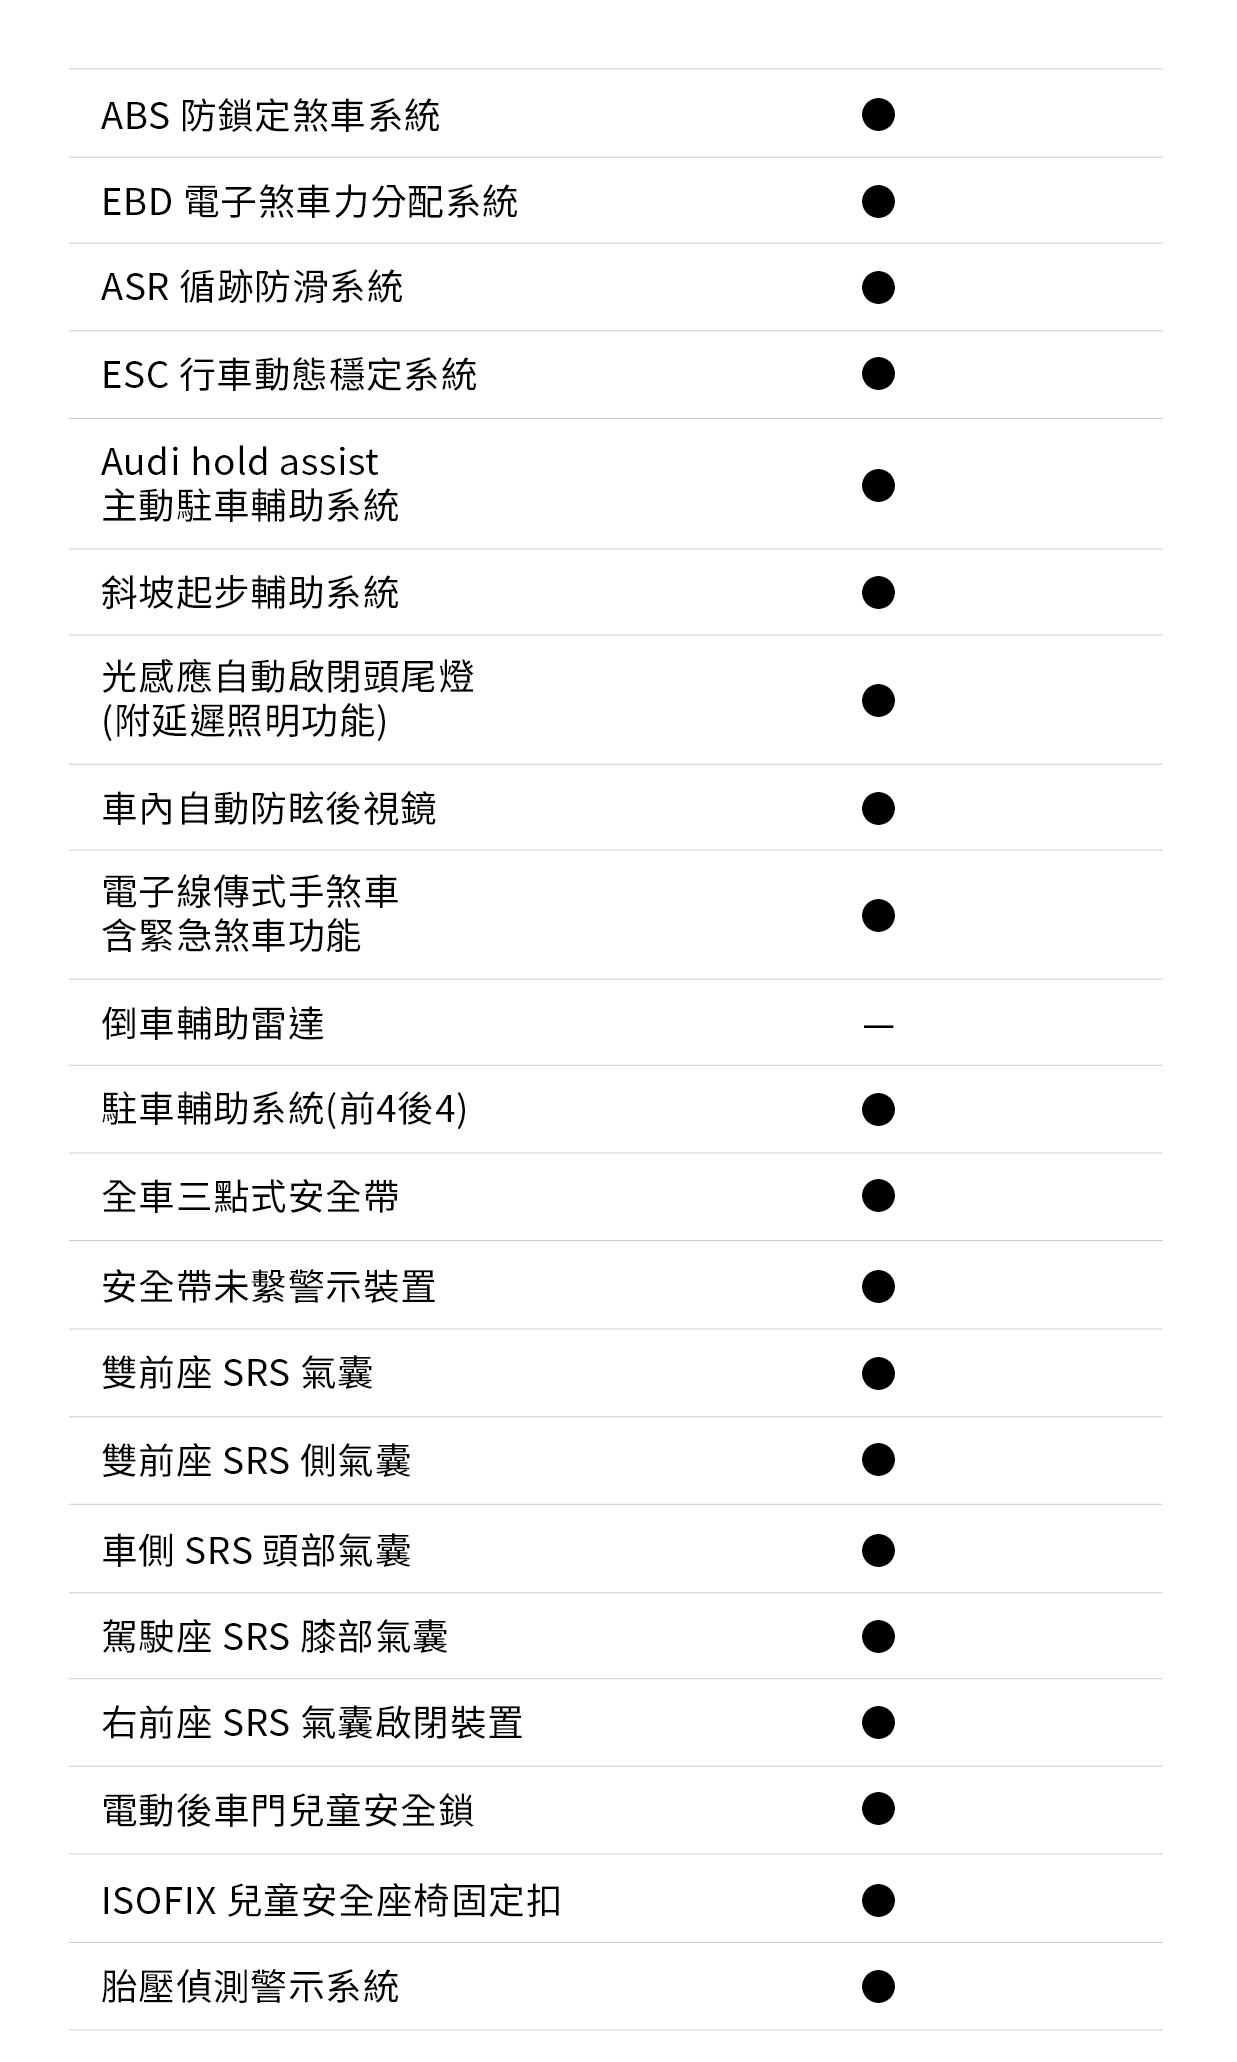 ABS 防鎖定煞車系統 ●
EBD 電子煞車力分配系統 ●
ASR 循跡防滑系統 ●
ESC 行車動態穩定系統 ●
Audi hold assist
主動駐車輔助系統 ●
斜坡起步輔助系統 ●
光感應自動啟閉頭尾燈
(附延遲照明功能) ●
車內自動防眩後視鏡 ●
電子線傳式手煞車
含緊急煞車功能 ●
倒車輔助雷達 —
駐車輔助系統(前4後4) ●
全車三點式安全帶 ●
安全帶未繫警示裝置 ●
雙前座 SRS 氣囊 ●
雙前座 SRS 側氣囊 ●
車側 SRS 頭部氣囊 ●
駕駛座 SRS 膝部氣囊 ●
右前座 SRS 氣囊啟閉裝置 ●
電動後車門兒童安全鎖 ●
ISOFIX 兒童安全座椅固定扣 ●
胎壓偵測警示系統 ●